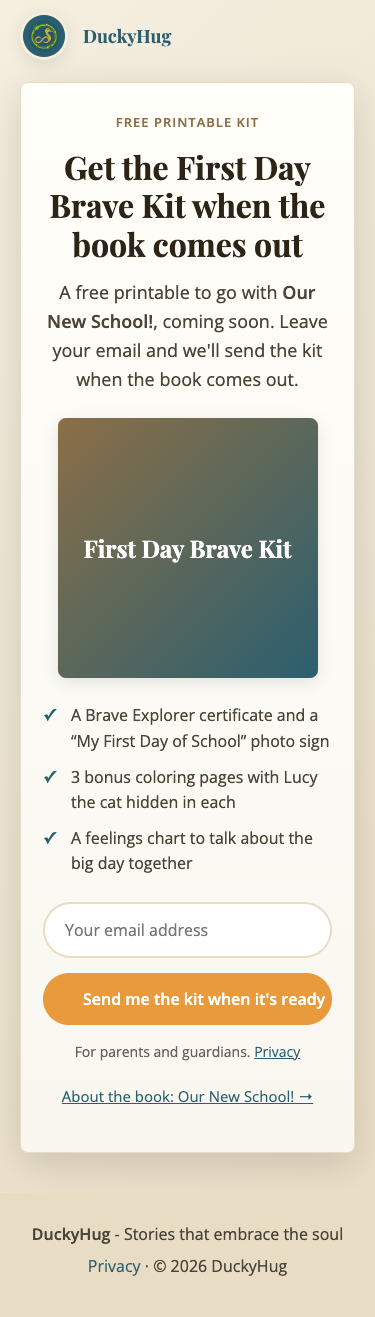 DuckyHug
FREE PRINTABLE KIT
Get the First Day
Brave Kit when the
book comes out
A free printable to go with Our
New School!, coming soon. Leave
your email and we'll send the kit
when the book comes out.
First Day Brave Kit
✓ A Brave Explorer certificate and a
“My First Day of School” photo sign
✓ 3 bonus coloring pages with Lucy
the cat hidden in each
✓ A feelings chart to talk about the
big day together
Your email address
Send me the kit when it's ready
For parents and guardians. Privacy
About the book: Our New School! →
DuckyHug - Stories that embrace the soul
Privacy · © 2026 DuckyHug